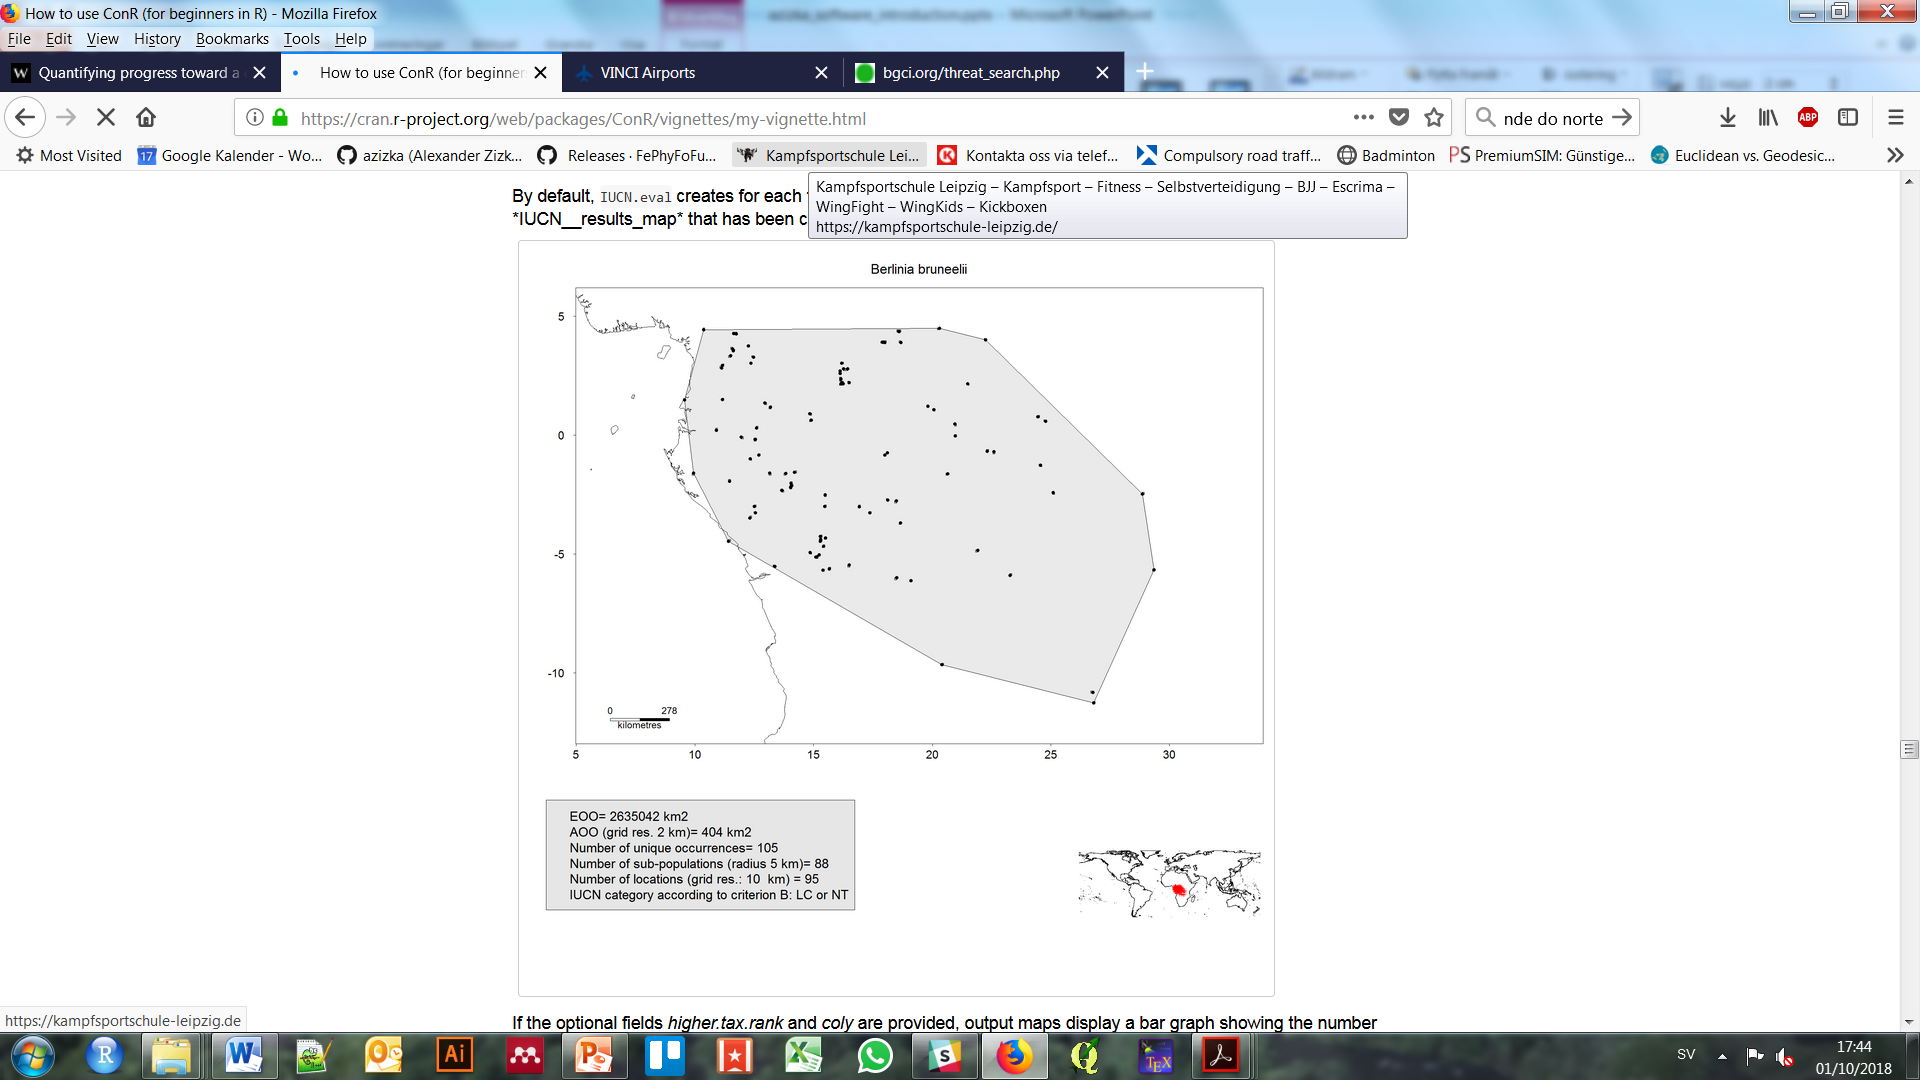 How to use ConR (for beginners in R) - Mozilla Firefox
File Edit View History Bookmarks Tools Help
W Quantifying progress toward a
How to use ConR (for beginner
VINCI Airports
bgci.org/threat_search.php
https://cran.r-project.org/web/packages/ConR/vignettes/my-vignette.html
nde do norte
ABP
Most Visited
17 Google Kalender - Wo...
azizka (Alexander Zizk...
Releases · FePhyFoFu...
Kampfsportschule Lei...
K Kontakta oss via telef...
Compulsory road traff...
Badminton
PS PremiumSIM: Günstige...
Euclidean vs. Geodesic...
By default, IUCN.eval creates for each
*IUCN__results_map* that has been c
Kampfsportschule Leipzig – Kampfsport – Fitness – Selbstverteidigung – BJJ – Escrima –
WingFight – WingKids – Kickboxen
https://kampfsportschule-leipzig.de/
Berlinia bruneelii
5
0
-5
-10
0 278
kilometres
5 10 15 20 25 30
EOO= 2635042 km2
AOO (grid res. 2 km)= 404 km2
Number of unique occurrences= 105
Number of sub-populations (radius 5 km)= 88
Number of locations (grid res.: 10 km) = 95
IUCN category according to criterion B: LC or NT
https://kampfsportschule-leipzig.de
If the optional fields higher.tax.rank and coly are provided, output maps display a bar graph showing the number
SV
17:44
01/10/2018